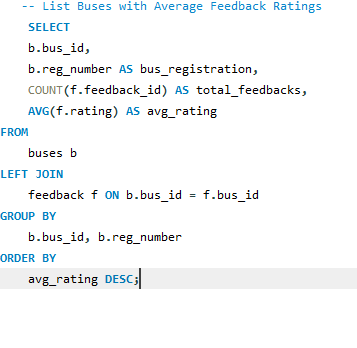 -- List Buses with Average Feedback Ratings
SELECT
b.bus_id,
b.reg_number AS bus_registration,
COUNT(f.feedback_id) AS total_feedbacks,
AVG(f.rating) AS avg_rating
FROM
buses b
LEFT JOIN
feedback f ON b.bus_id = f.bus_id
GROUP BY
b.bus_id, b.reg_number
ORDER BY
avg_rating DESC;